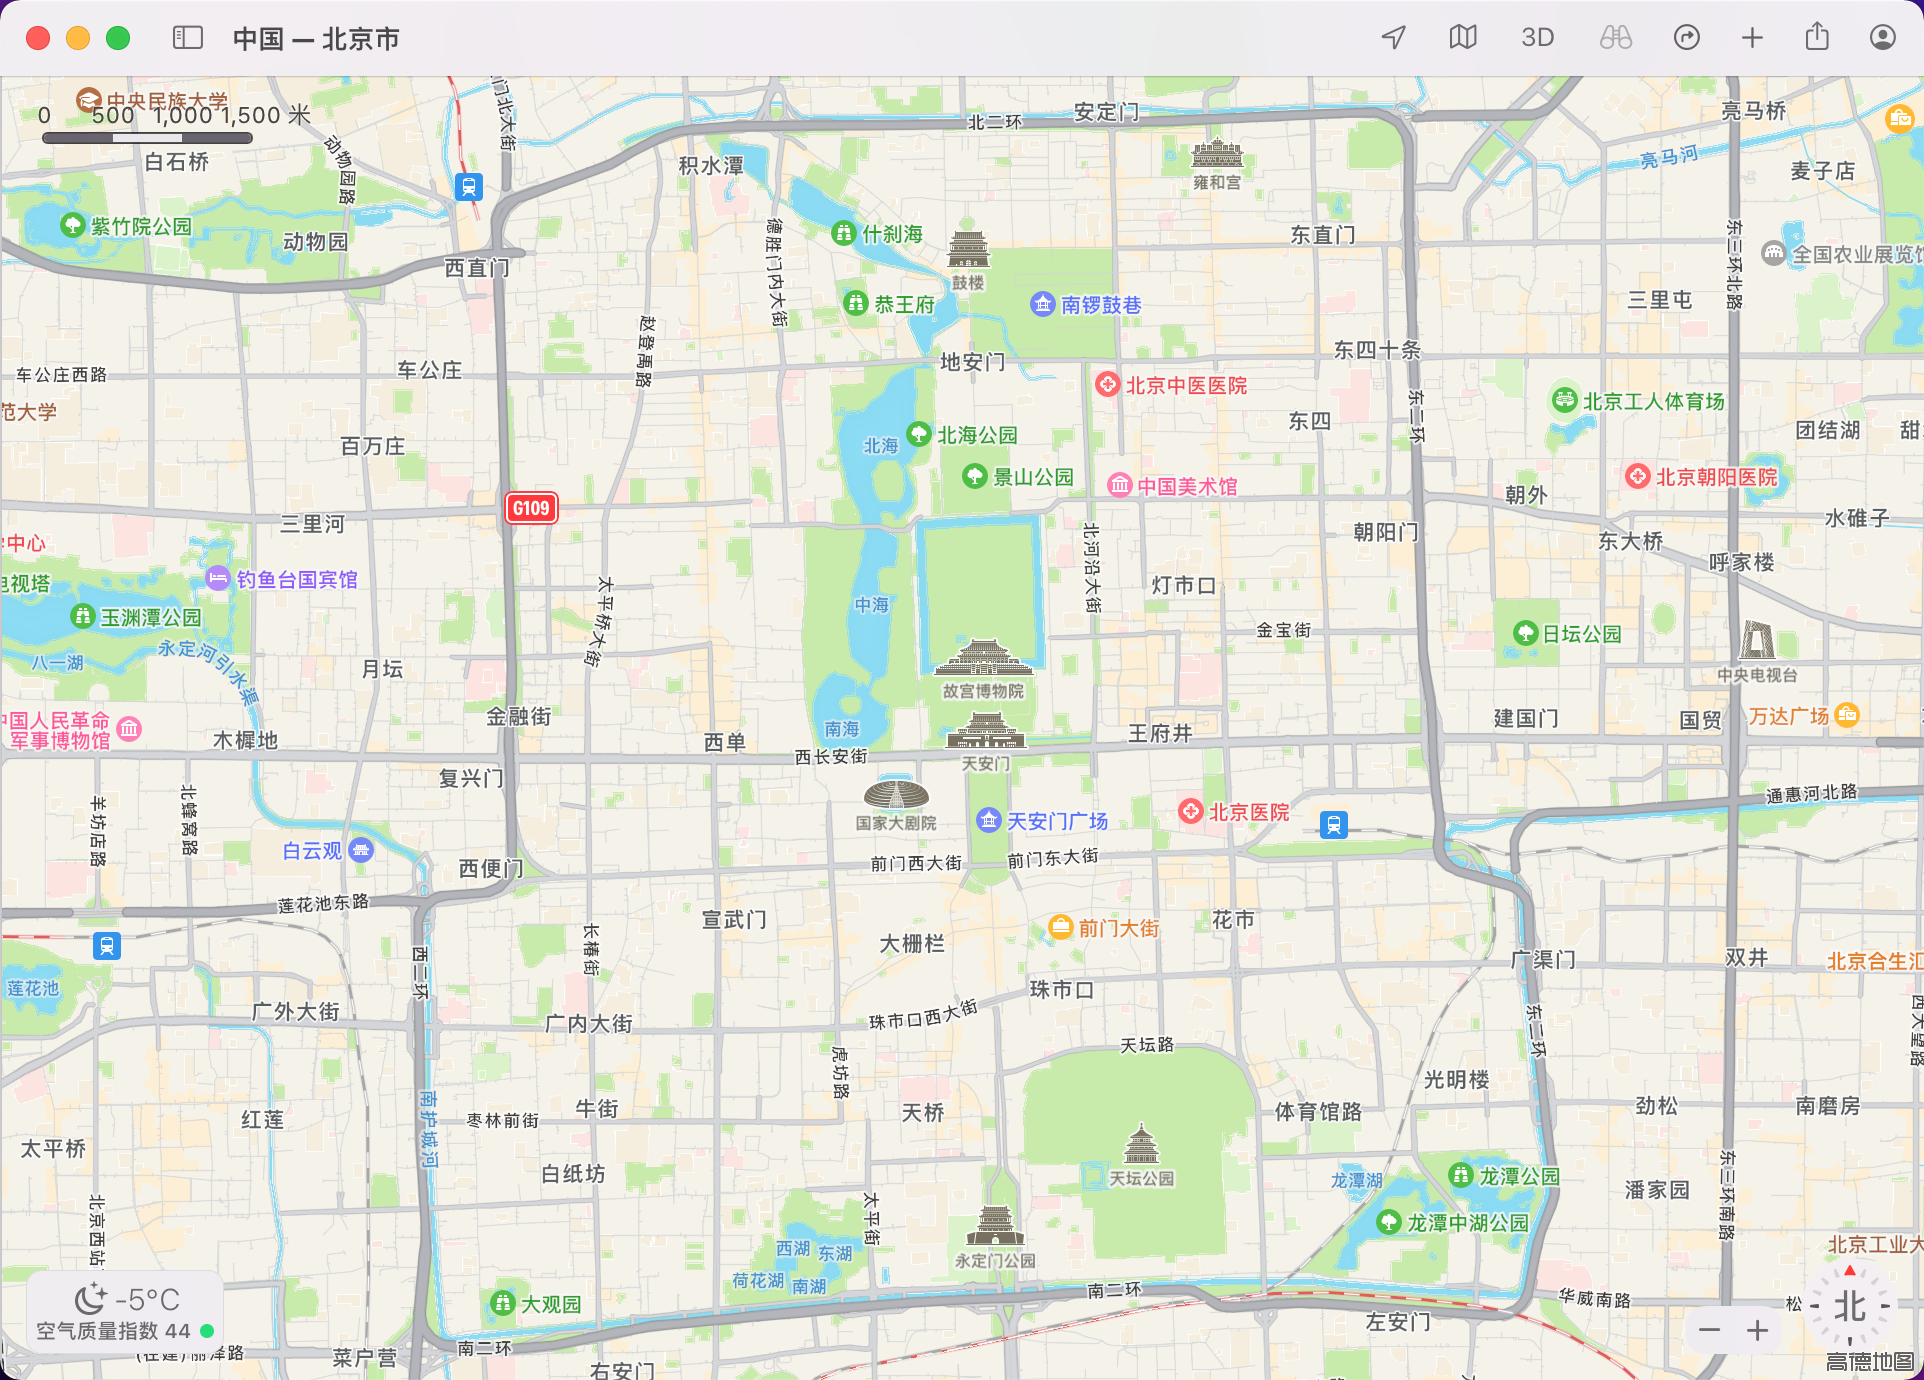 中国 — 北京市
3D
中央民族大学
0 500 1,000 1,500 米
安定门
北二环
亮马桥
白石桥
动物园路
积水潭
雍和宫
亮马河
麦子店
紫竹院公园
动物园
什刹海
德胜门内大街
东直门
东三环北路
全国农业展览馆
西直门
鼓楼
恭王府
南锣鼓巷
三里屯
赵登禹路
车公庄西路
车公庄
地安门
东四十条
北京中医医院
范大学
东四
东二环
北京工人体育场
百万庄
北海
北海公园
团结湖
景山公园
中国美术馆
朝外
北京朝阳医院
G109
三里河
北河沿大街
朝阳门
水碓子
东大桥
中心
呼家楼
钓鱼台国宾馆
电视塔
太平桥大街
中海
灯市口
玉渊潭公园
八一湖
永定河引水渠
金宝街
日坛公园
月坛
故宫博物院
中央电视台
中国人民革命
军事博物馆
金融街
南海
建国门
国贸
万达广场
木樨地
西单
西长安街
天安门
王府井
复兴门
羊坊店路
北蜂窝路
国家大剧院
天安门广场
北京医院
通惠河北路
白云观
西便门
前门西大街
前门东大街
莲花池东路
宣武门
大栅栏
前门大街
花市
长椿街
西二环
广渠门
双井
北京合生汇
莲花池
珠市口
广外大街
广内大街
珠市口西大街
东二环
西大望路
天坛路
虎坊路
光明楼
红莲
枣林前街
牛街
天桥
体育馆路
劲松
南磨房
南护城河
太平桥
白纸坊
天坛公园
龙潭湖
龙潭公园
潘家园
东三环南路
北京西站
太平街
龙潭中湖公园
永定门公园
西湖
东湖
荷花湖
南湖
北京工业大
-5°C
空气质量指数 44
大观园
南二环
南二环
华威南路
松
北
左安门
菜户营
右安门
高德地图